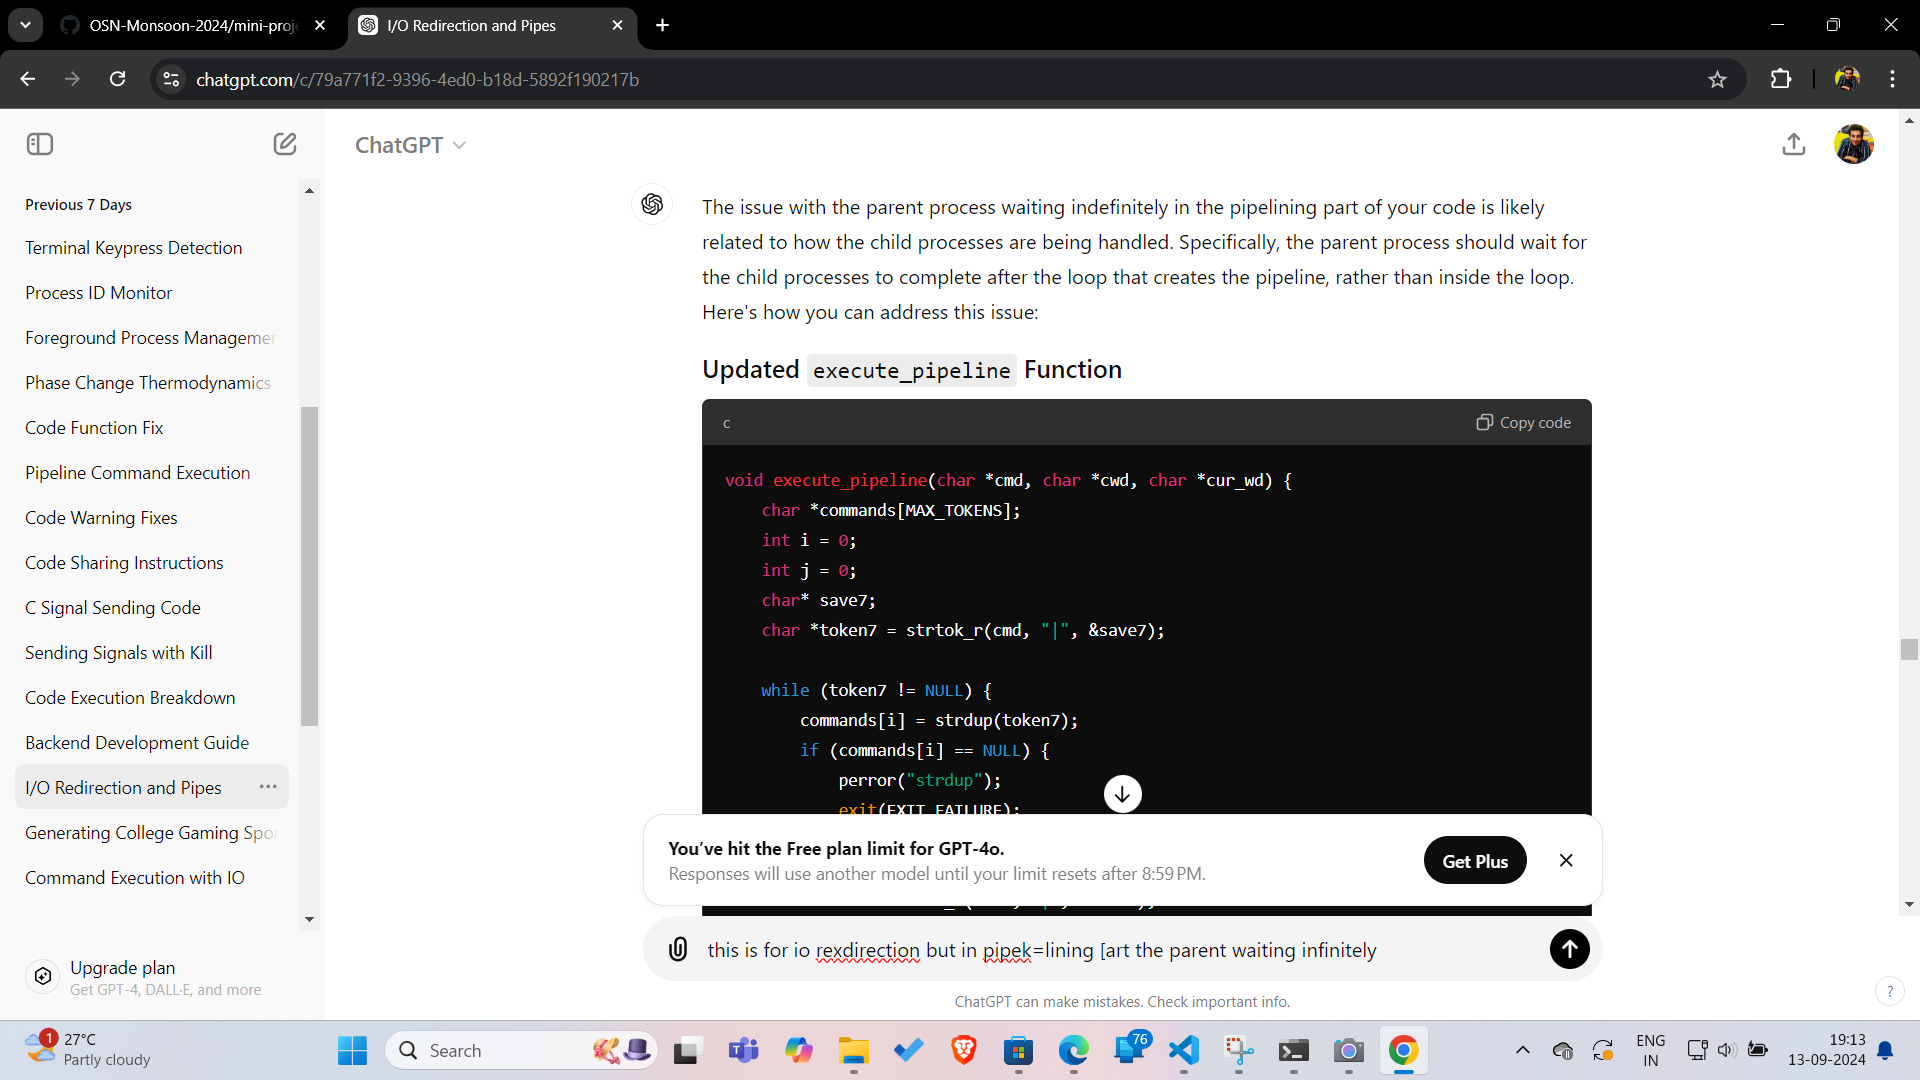 OSN-Monsoon-2024/mini-proj
I/O Redirection and Pipes
chatgpt.com/c/79a771f2-9396-4ed0-b18d-5892f190217b
ChatGPT
Previous 7 Days
Terminal Keypress Detection
Process ID Monitor
Foreground Process Managemen
Phase Change Thermodynamics
Code Function Fix
Pipeline Command Execution
Code Warning Fixes
Code Sharing Instructions
C Signal Sending Code
Sending Signals with Kill
Code Execution Breakdown
Backend Development Guide
I/O Redirection and Pipes
Generating College Gaming Spo
Command Execution with IO
Upgrade plan
Get GPT-4, DALL·E, and more
The issue with the parent process waiting indefinitely in the pipelining part of your code is likely
related to how the child processes are being handled. Specifically, the parent process should wait for
the child processes to complete after the loop that creates the pipeline, rather than inside the loop.
Here's how you can address this issue:
Updated execute_pipeline Function
c
Copy code
void execute_pipeline(char *cmd, char *cwd, char *cur_wd) {
char *commands[MAX_TOKENS];
int i = 0;
int j = 0;
char* save7;
char *token7 = strtok_r(cmd, "|", &save7);
while (token7 != NULL) {
commands[i] = strdup(token7);
if (commands[i] == NULL) {
perror("strdup");
exit(EXIT_FAILURE);
You've hit the Free plan limit for GPT-4o.
Responses will use another model until your limit resets after 8:59 PM.
Get Plus
this is for io rexdirection but in pipek=lining [art the parent waiting infinitely
ChatGPT can make mistakes. Check important info.
?
1
27°C
Partly cloudy
Search
76
ENG
IN
19:13
13-09-2024